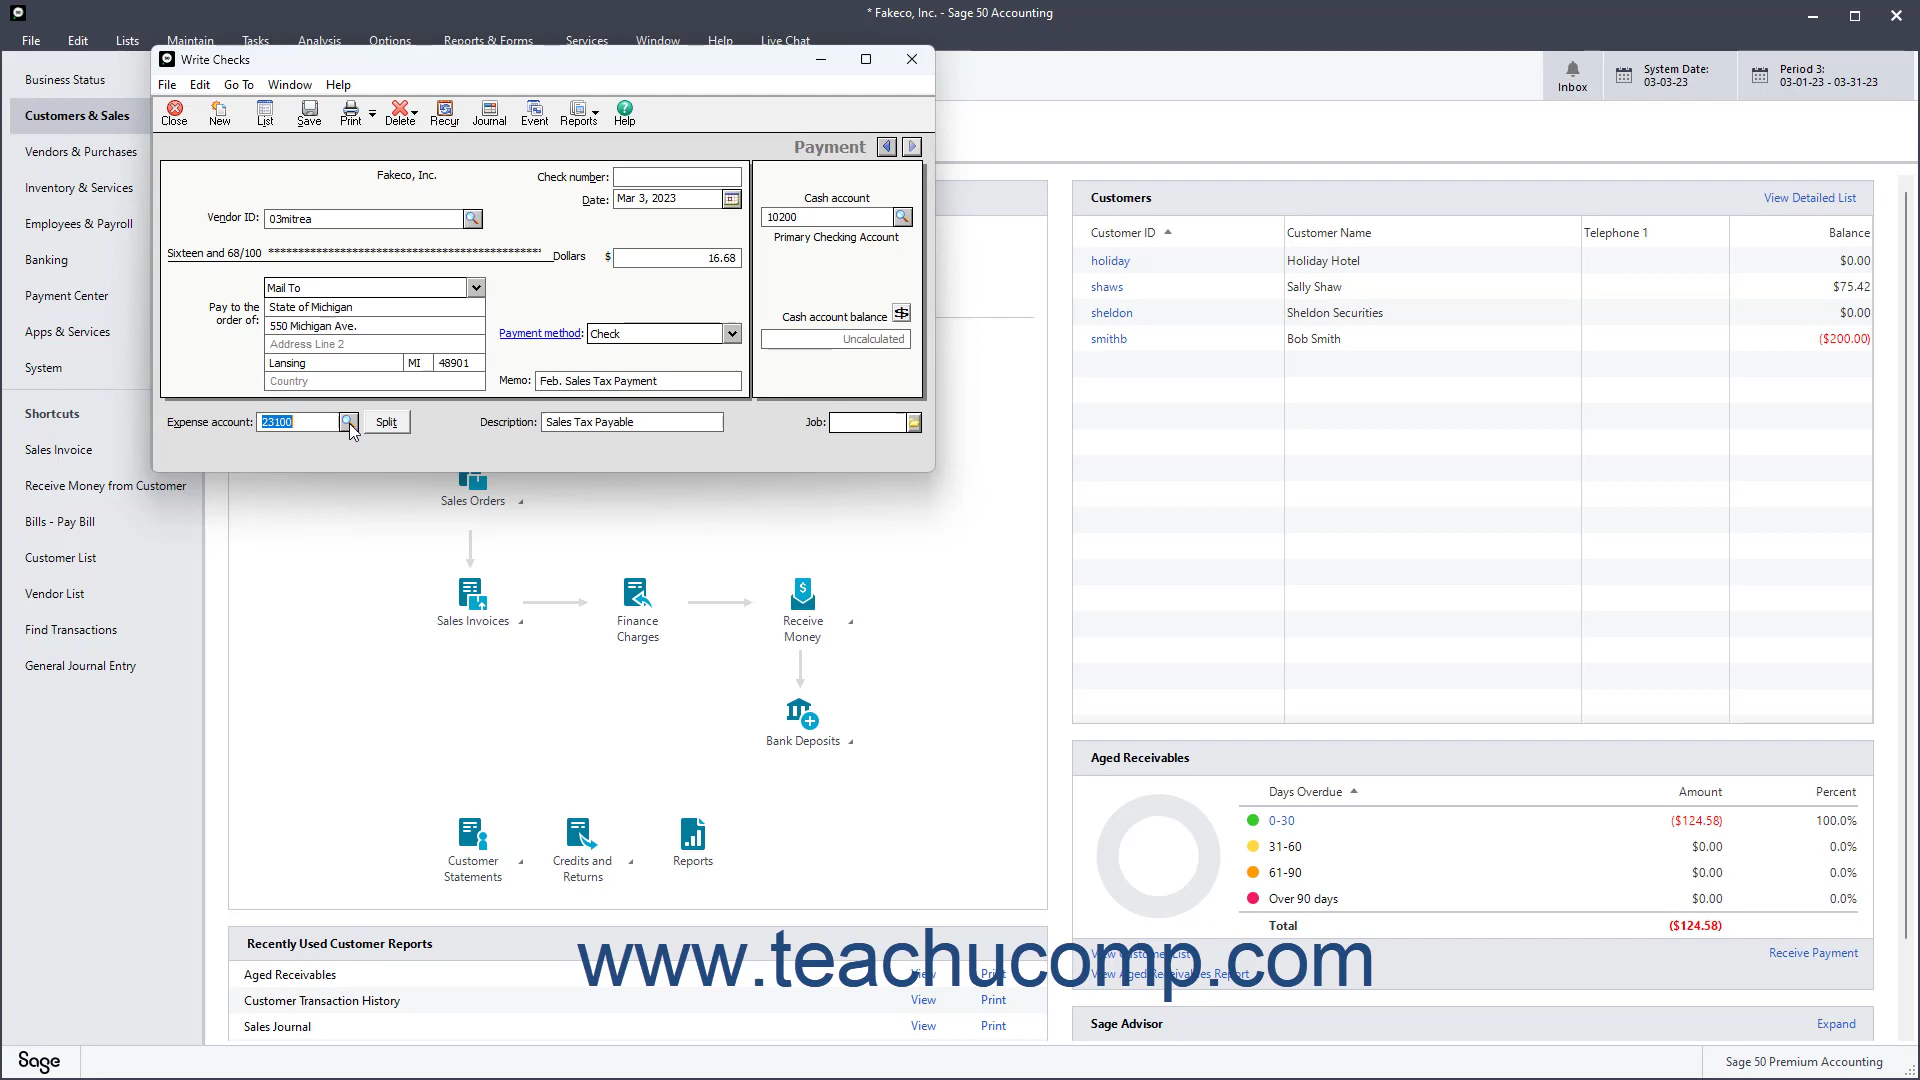 * Fakeco, Inc. - Sage 50 Accounting
File Edit Lists Maintain Tasks Analysis Options Reports & Forms Services Window Help Live Chat
Write Checks
File Edit Go To Window Help
Close New List Save Print Delete Recur Journal Event Reports Help
Payment
Fakeco, Inc.
Check number:
Date: Mar 3, 2023
Vendor ID: 03mitrea
Sixteen and 68/100 ********************************************** Dollars $ 16.68
Mail To
Pay to the order of:
State of Michigan
550 Michigan Ave.
Address Line 2
Lansing MI 48901
Country
Payment method: Check
Memo: Feb. Sales Tax Payment
Cash account
10200
Primary Checking Account
Cash account balance
Uncalculated
Expense account: 23100 Split Description: Sales Tax Payable Job:
Inbox
System Date:
03-03-23
Period 3:
03-01-23 - 03-31-23
Business Status
Customers & Sales
Vendors & Purchases
Inventory & Services
Employees & Payroll
Banking
Payment Center
Apps & Services
System
Shortcuts
Sales Invoice
Receive Money from Customer
Bills - Pay Bill
Customer List
Vendor List
Find Transactions
General Journal Entry
Sales Orders
Sales Invoices
Finance Charges
Receive Money
Bank Deposits
Customer Statements
Credits and Returns
Reports
Recently Used Customer Reports
Aged Receivables View Print
Customer Transaction History View Print
Sales Journal View Print
Customers View Detailed List
Customer ID Customer Name Telephone 1 Balance
holiday Holiday Hotel $0.00
shaws Sally Shaw $75.42
sheldon Sheldon Securities $0.00
smithb Bob Smith ($200.00)
Aged Receivables
Days Overdue Amount Percent
0-30 ($124.58) 100.0%
31-60 $0.00 0.0%
61-90 $0.00 0.0%
Over 90 days $0.00 0.0%
Total ($124.58)
View Customer List Receive Payment
View Aged Receivables Report
Sage Advisor Expand
www.teachucomp.com
Sage
Sage 50 Premium Accounting